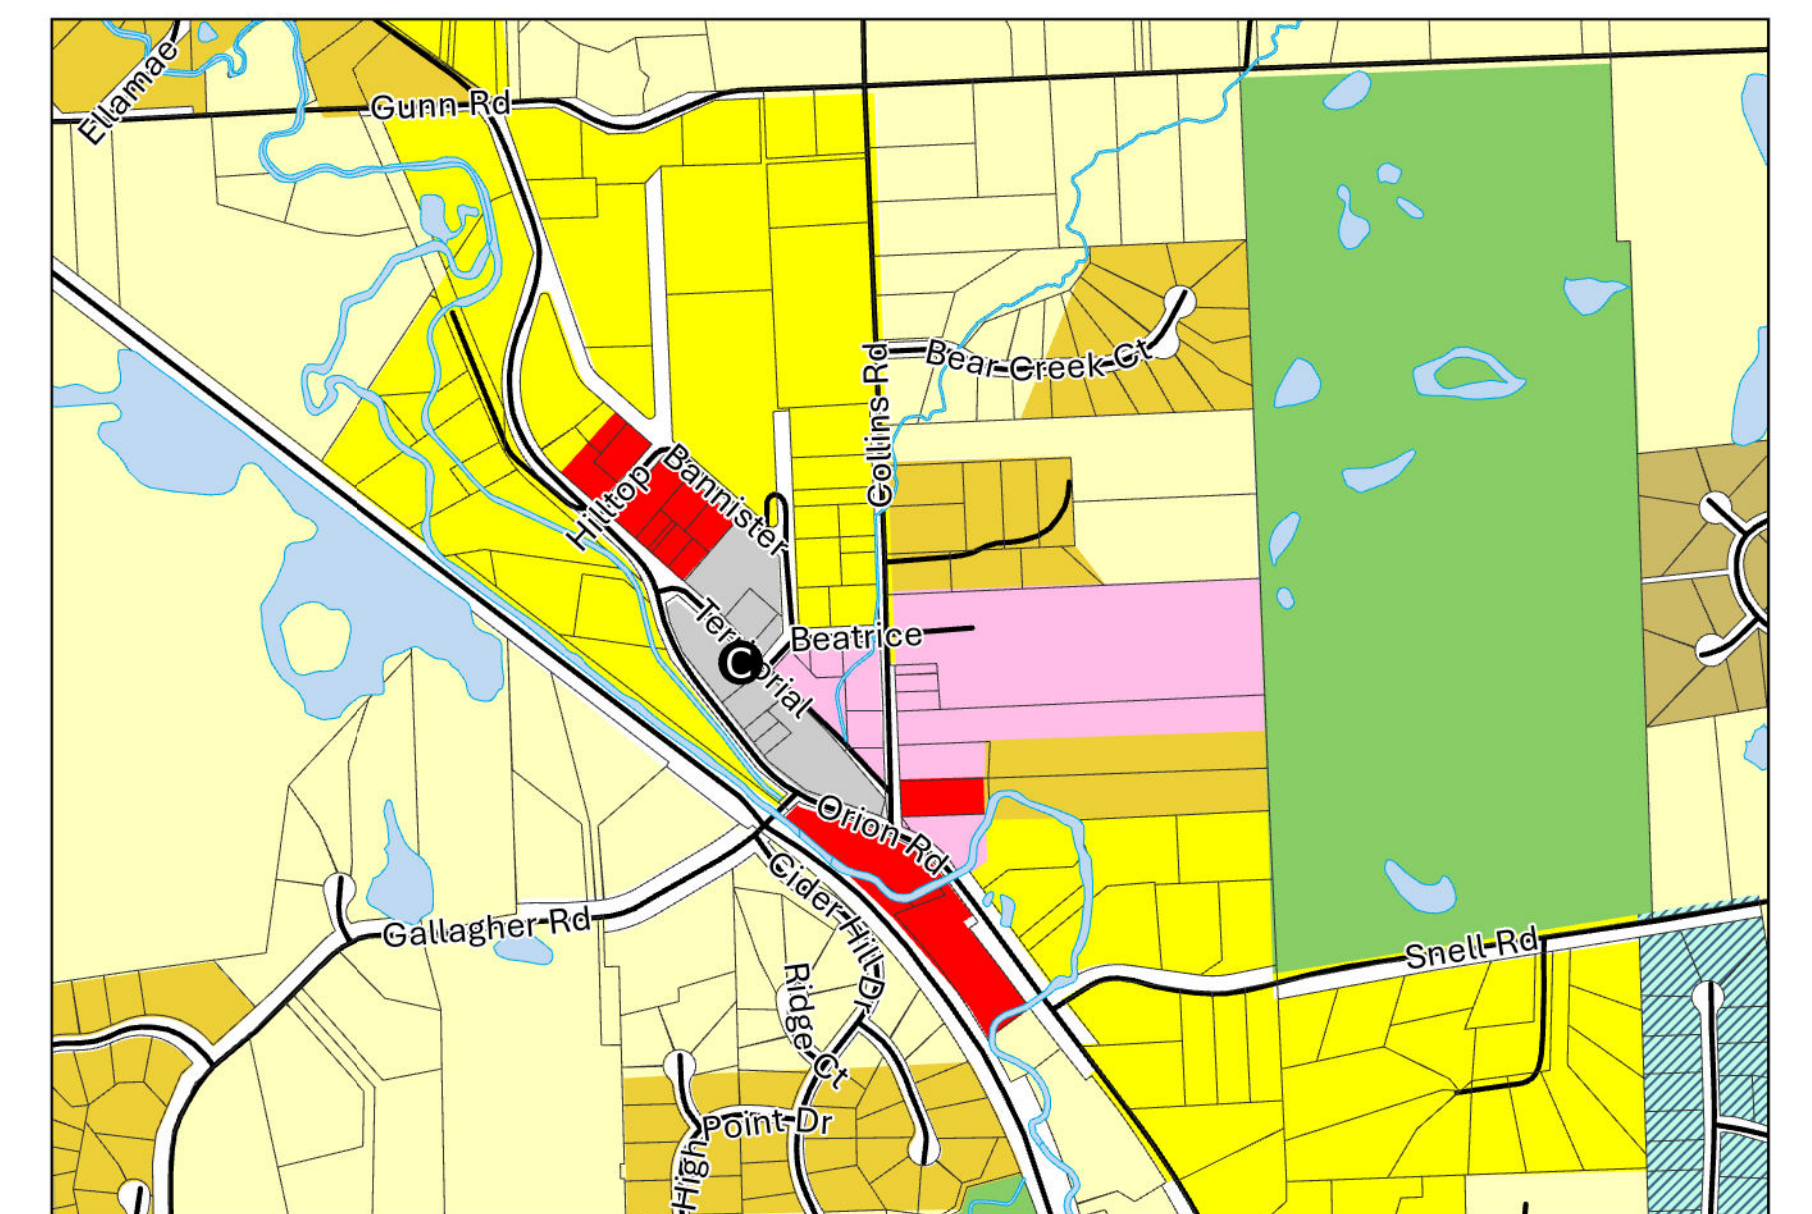 Ellamae
Gunn Rd
Bear Creek Ct
Collins Rd
Bannister
Hilltop
Territorial
Beatrice
C
Orion Rd
Cider Hill Dr
Gallagher Rd
Snell Rd
Ridge Ct
Point Dr
High